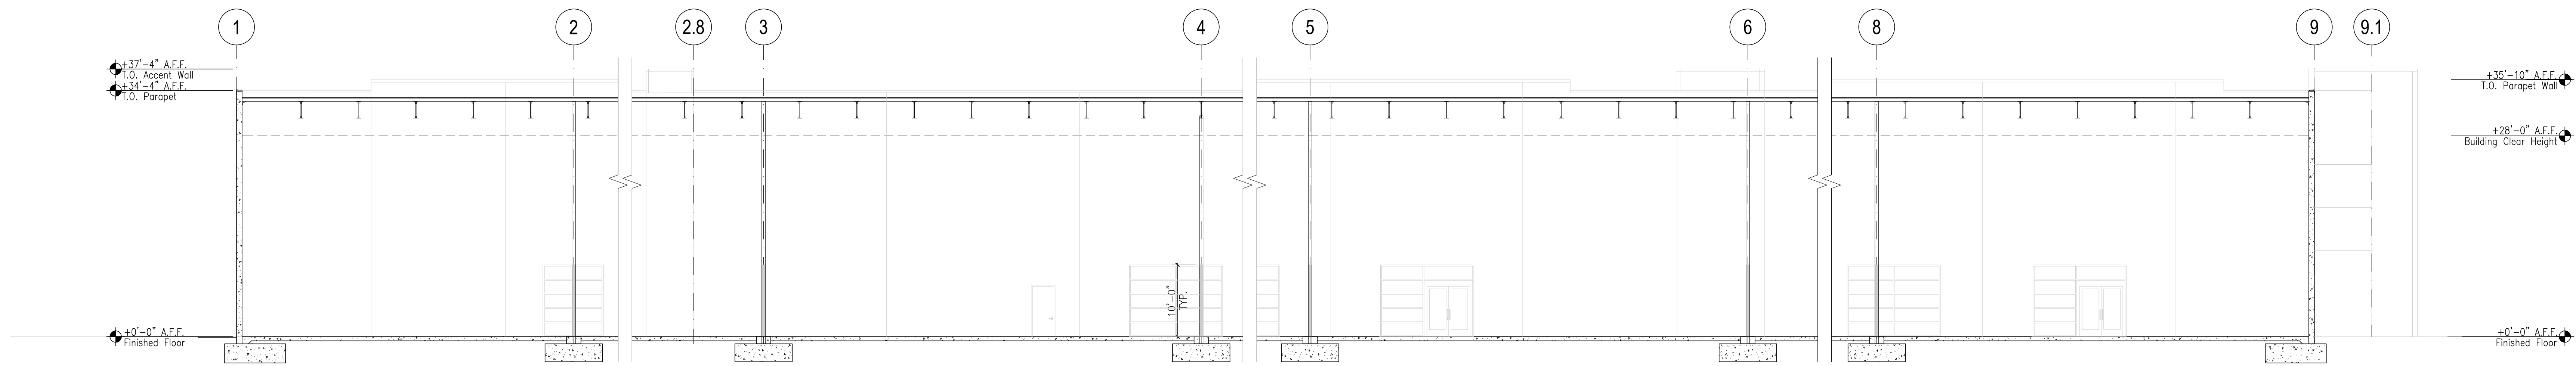 1
2
2.8
3
4
5
6
8
9
9.1
+37'-4" A.F.F.
T.O. Accent Wall
+34'-4" A.F.F.
T.O. Parapet
+35'-10" A.F.F.
T.O. Parapet Wall
+28'-0" A.F.F.
Building Clear Height
10'-0"
TYP.
+0'-0" A.F.F.
Finished Floor
+0'-0" A.F.F.
Finished Floor